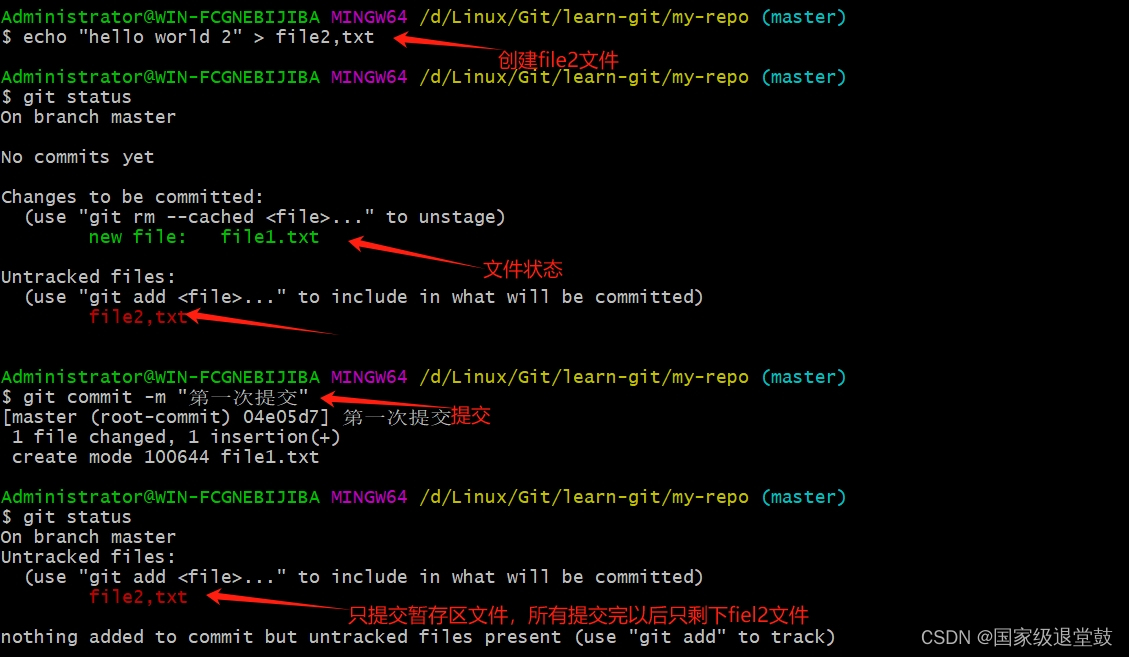 Administrator@WIN-FCGNEBIJIBA MINGW64 /d/Linux/Git/learn-git/my-repo (master)
$ echo "hello world 2" > file2,txt
创建file2文件
Administrator@WIN-FCGNEBIJIBA MINGW64 /d/Linux/Git/learn-git/my-repo (master)
$ git status
On branch master
No commits yet
Changes to be committed:
(use "git rm --cached <file>..." to unstage)
new file: file1.txt
文件状态
Untracked files:
(use "git add <file>..." to include in what will be committed)
file2,txt
Administrator@WIN-FCGNEBIJIBA MINGW64 /d/Linux/Git/learn-git/my-repo (master)
$ git commit -m "第一次提交"
提交
[master (root-commit) 04e05d7] 第一次提交
1 file changed, 1 insertion(+)
create mode 100644 file1.txt
Administrator@WIN-FCGNEBIJIBA MINGW64 /d/Linux/Git/learn-git/my-repo (master)
$ git status
On branch master
Untracked files:
(use "git add <file>..." to include in what will be committed)
file2,txt
只提交暂存区文件，所有提交完以后只剩下fiel2文件
nothing added to commit but untracked files present (use "git add" to track)
CSDN @国家级退堂鼓